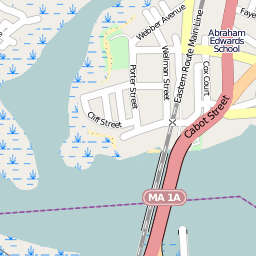 Webber Avenue
Faye
Abraham
Edwards
School
Porter Street
Wellman Street
Eastern Route Main Line
Cox Court
Cabot Street
Cliff Street
MA 1A